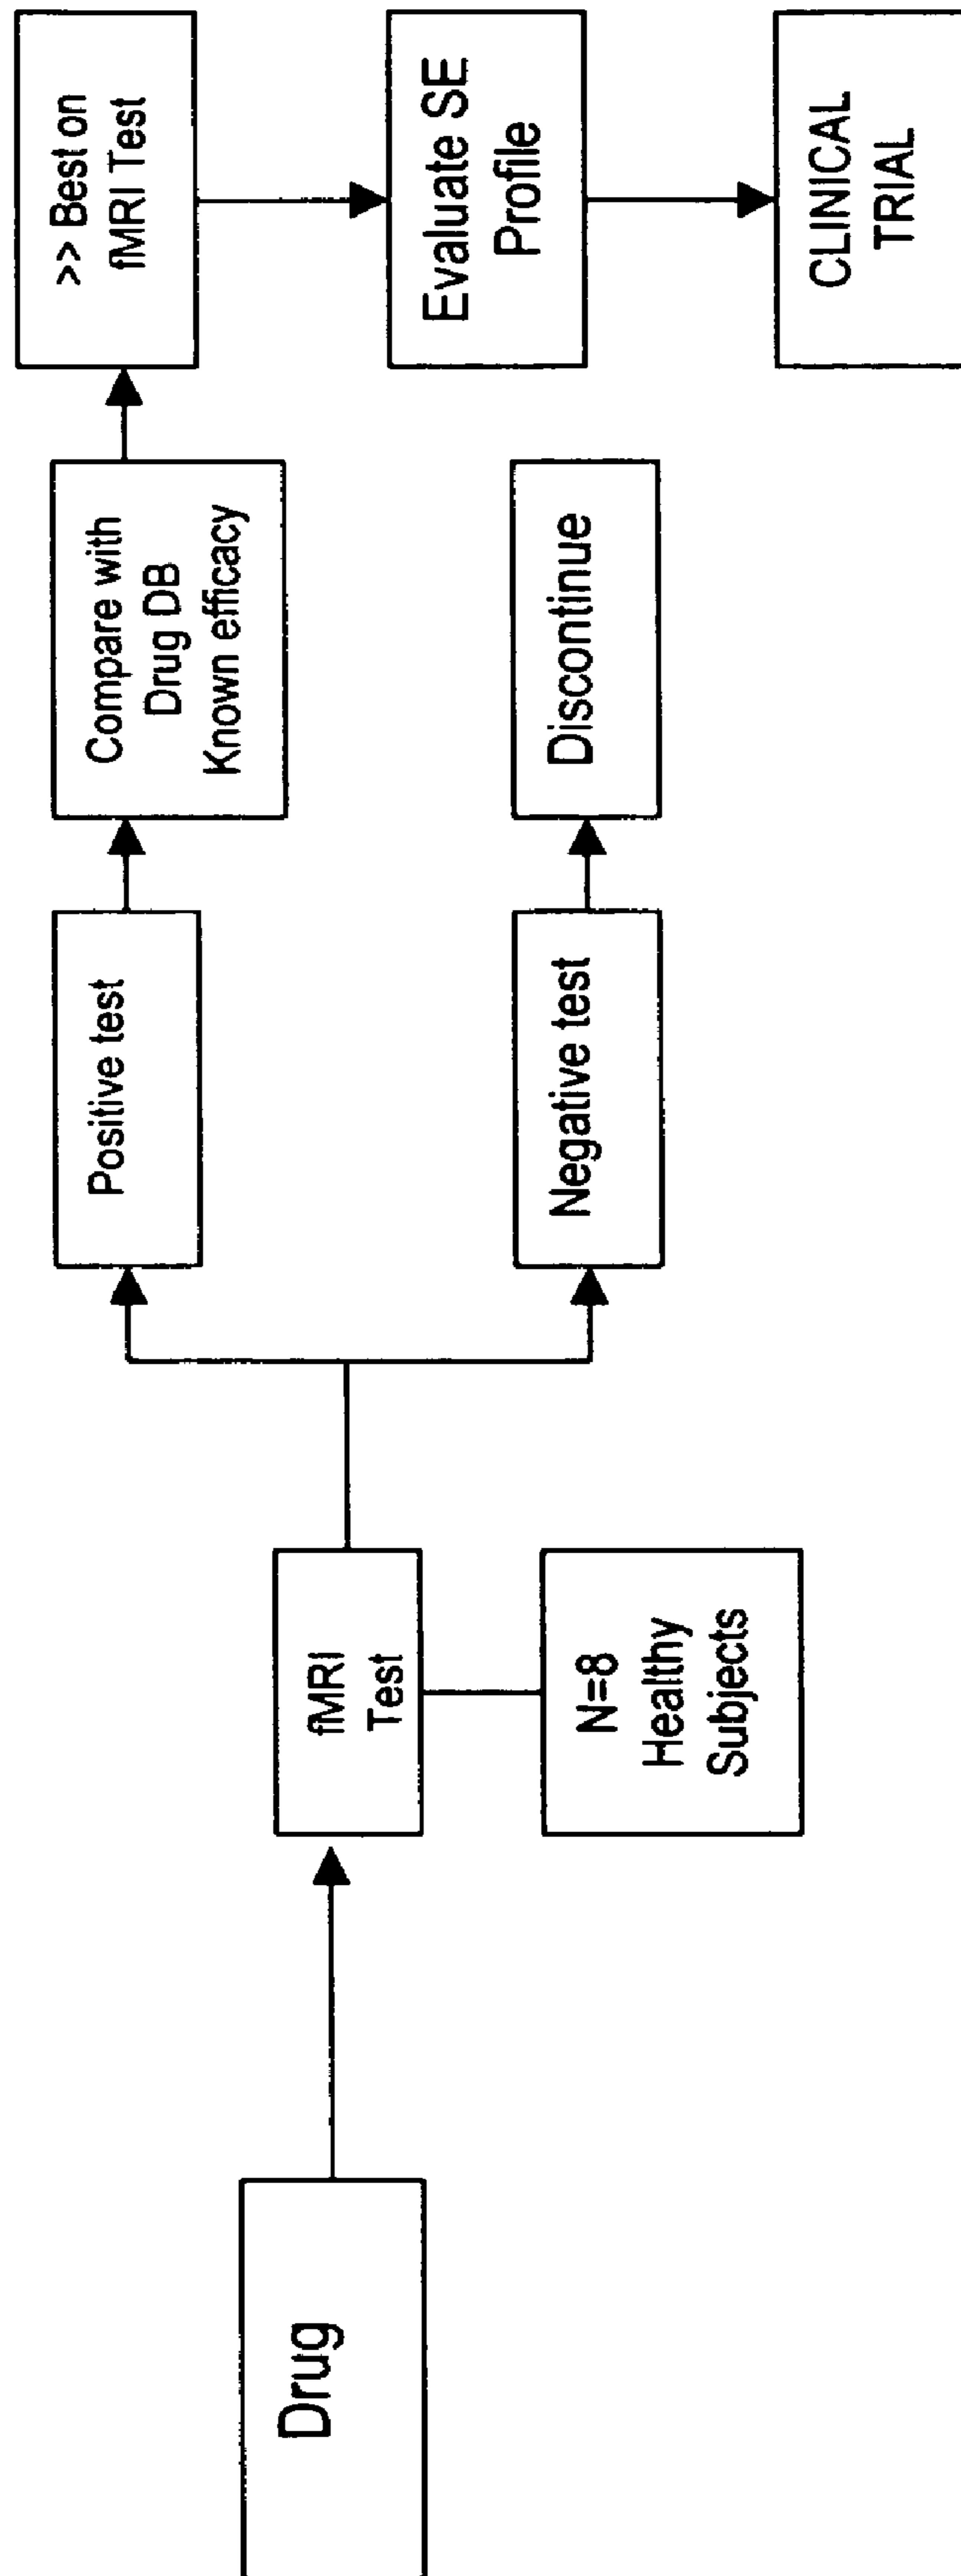 Drug
fMRI
Test
N=8
Healthy
Subjects
Positive test
Negative test
Compare with
Drug DB
Known efficacy
Discontinue
>> Best on
fMRI Test
Evaluate SE
Profile
CLINICAL
TRIAL